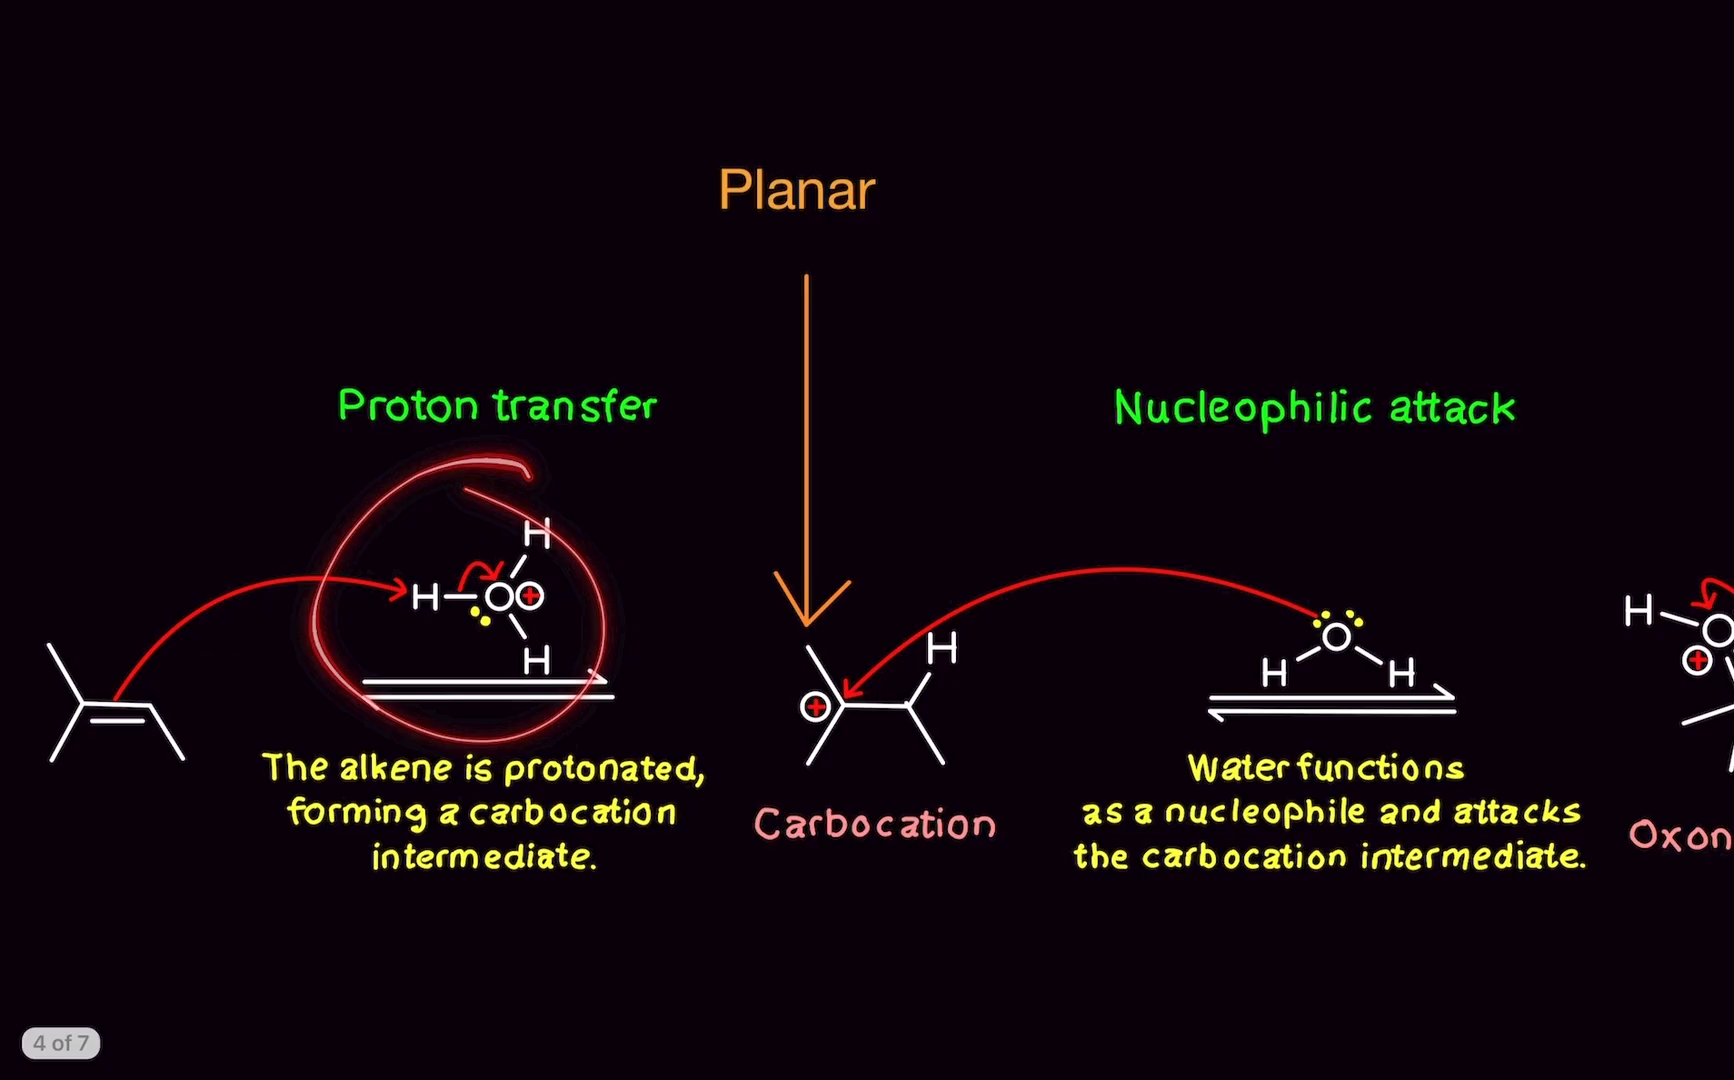 Planar
Proton transfer
Nucleophilic attack
H
H
O
+
H
H
H
O
H
H
H
O
+
+
The alkene is protonated,
forming a carbocation
intermediate.
Carbocation
Water functions
as a nucleophile and attacks
the carbocation intermediate.
Oxon
4 of 7